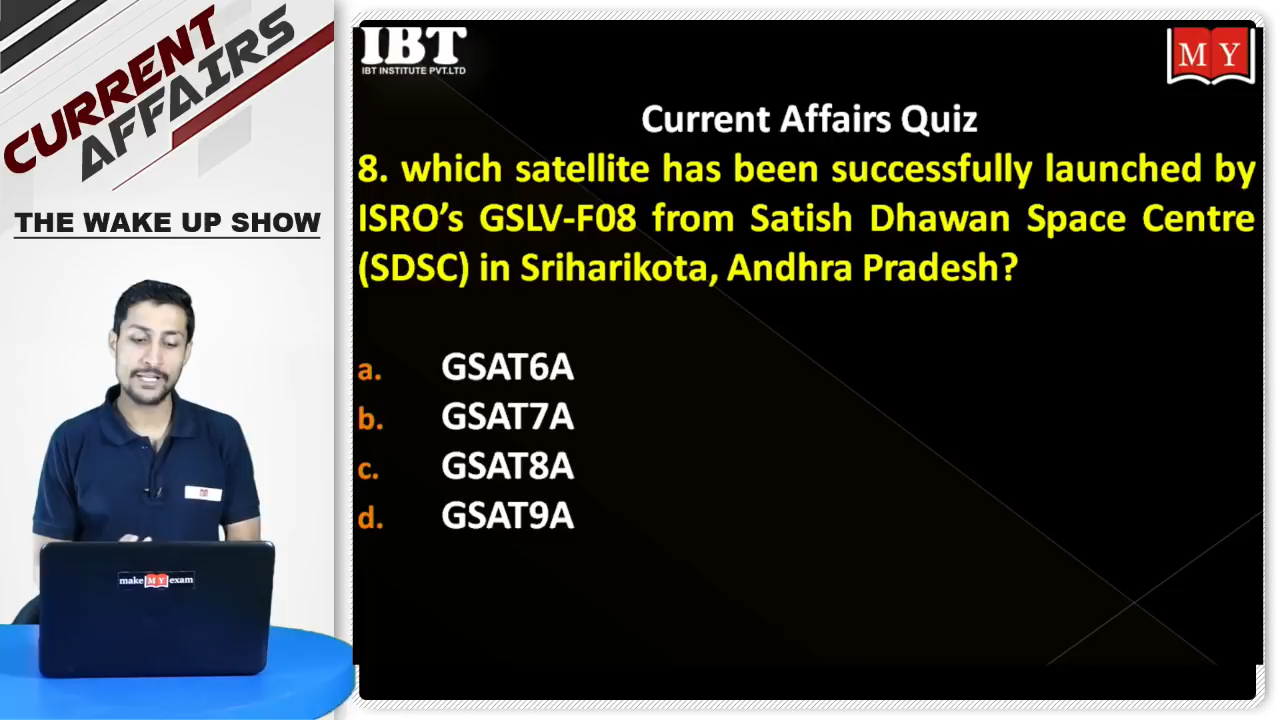 CURRENT
AFFAIRS
THE WAKE UP SHOW
IBT
IBT INSTITUTE PVT.LTD
M Y
Current Affairs Quiz
8. which satellite has been successfully launched by
ISRO’s GSLV-F08 from Satish Dhawan Space Centre
(SDSC) in Sriharikota, Andhra Pradesh?
a. GSAT6A
b. GSAT7A
c. GSAT8A
d. GSAT9A
make MY exam